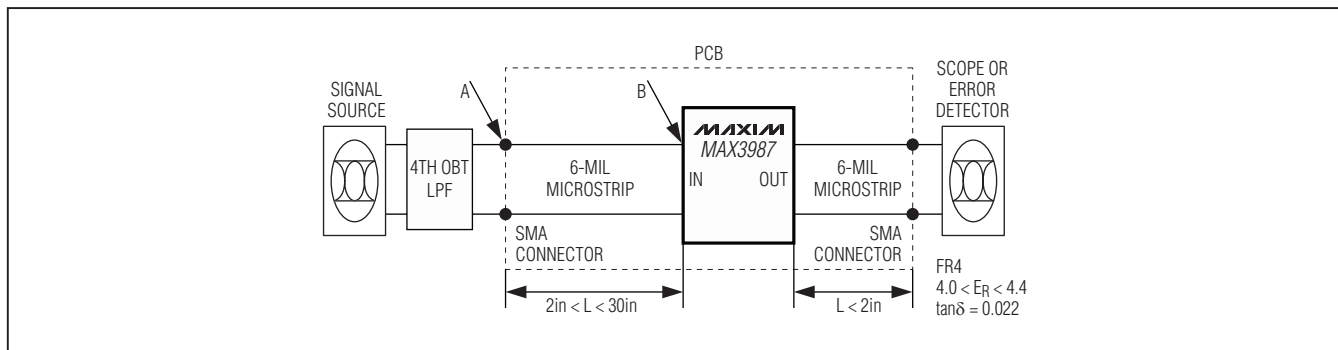 PCB
SIGNAL
SOURCE
A
B
SCOPE OR
ERROR
DETECTOR
4TH OBT
LPF
6-MIL
MICROSTRIP
MAXIM
MAX3987
IN
OUT
6-MIL
MICROSTRIP
SMA
CONNECTOR
SMA
CONNECTOR
2in < L < 30in
L < 2in
FR4
4.0 < ER < 4.4
tanδ = 0.022